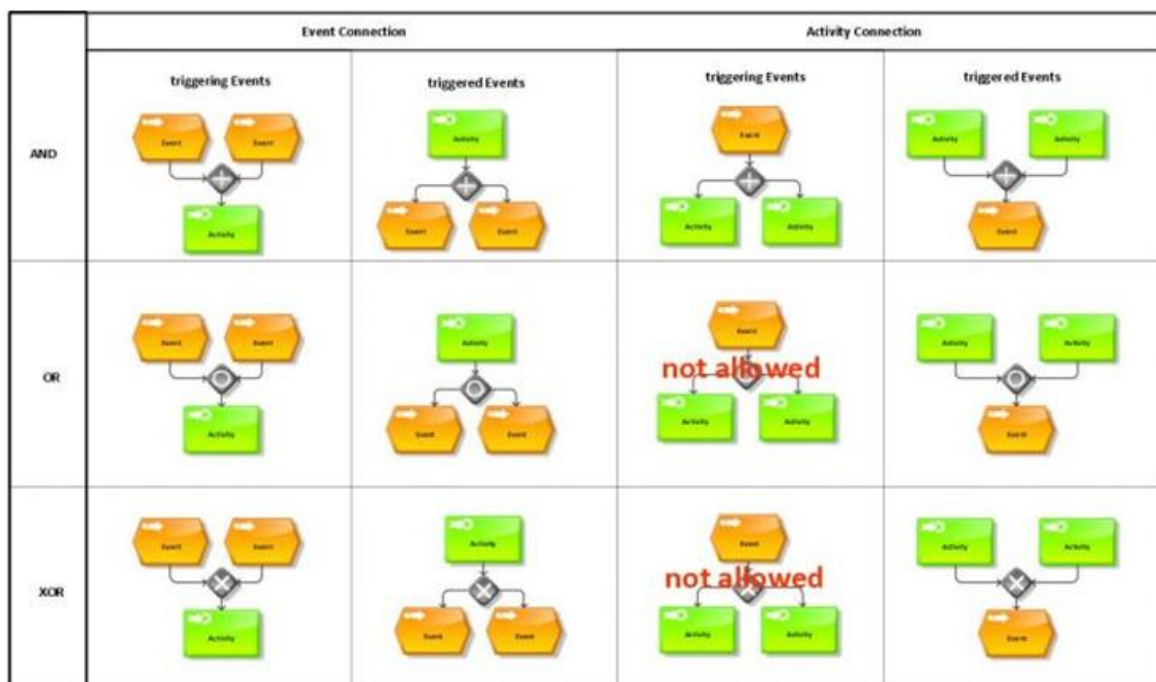 Event Connection Activity Connection
triggering Events triggered Events triggering Events triggered Events
AND
Event Event Activity Event Activity Activity
Activity Event Event Activity Activity Event
OR
Event Event Activity Event Activity Activity
not allowed
Activity Event Event Activity Activity Event
XOR
Event Event Activity Event Activity Activity
not allowed
Activity Event Event Activity Activity Event